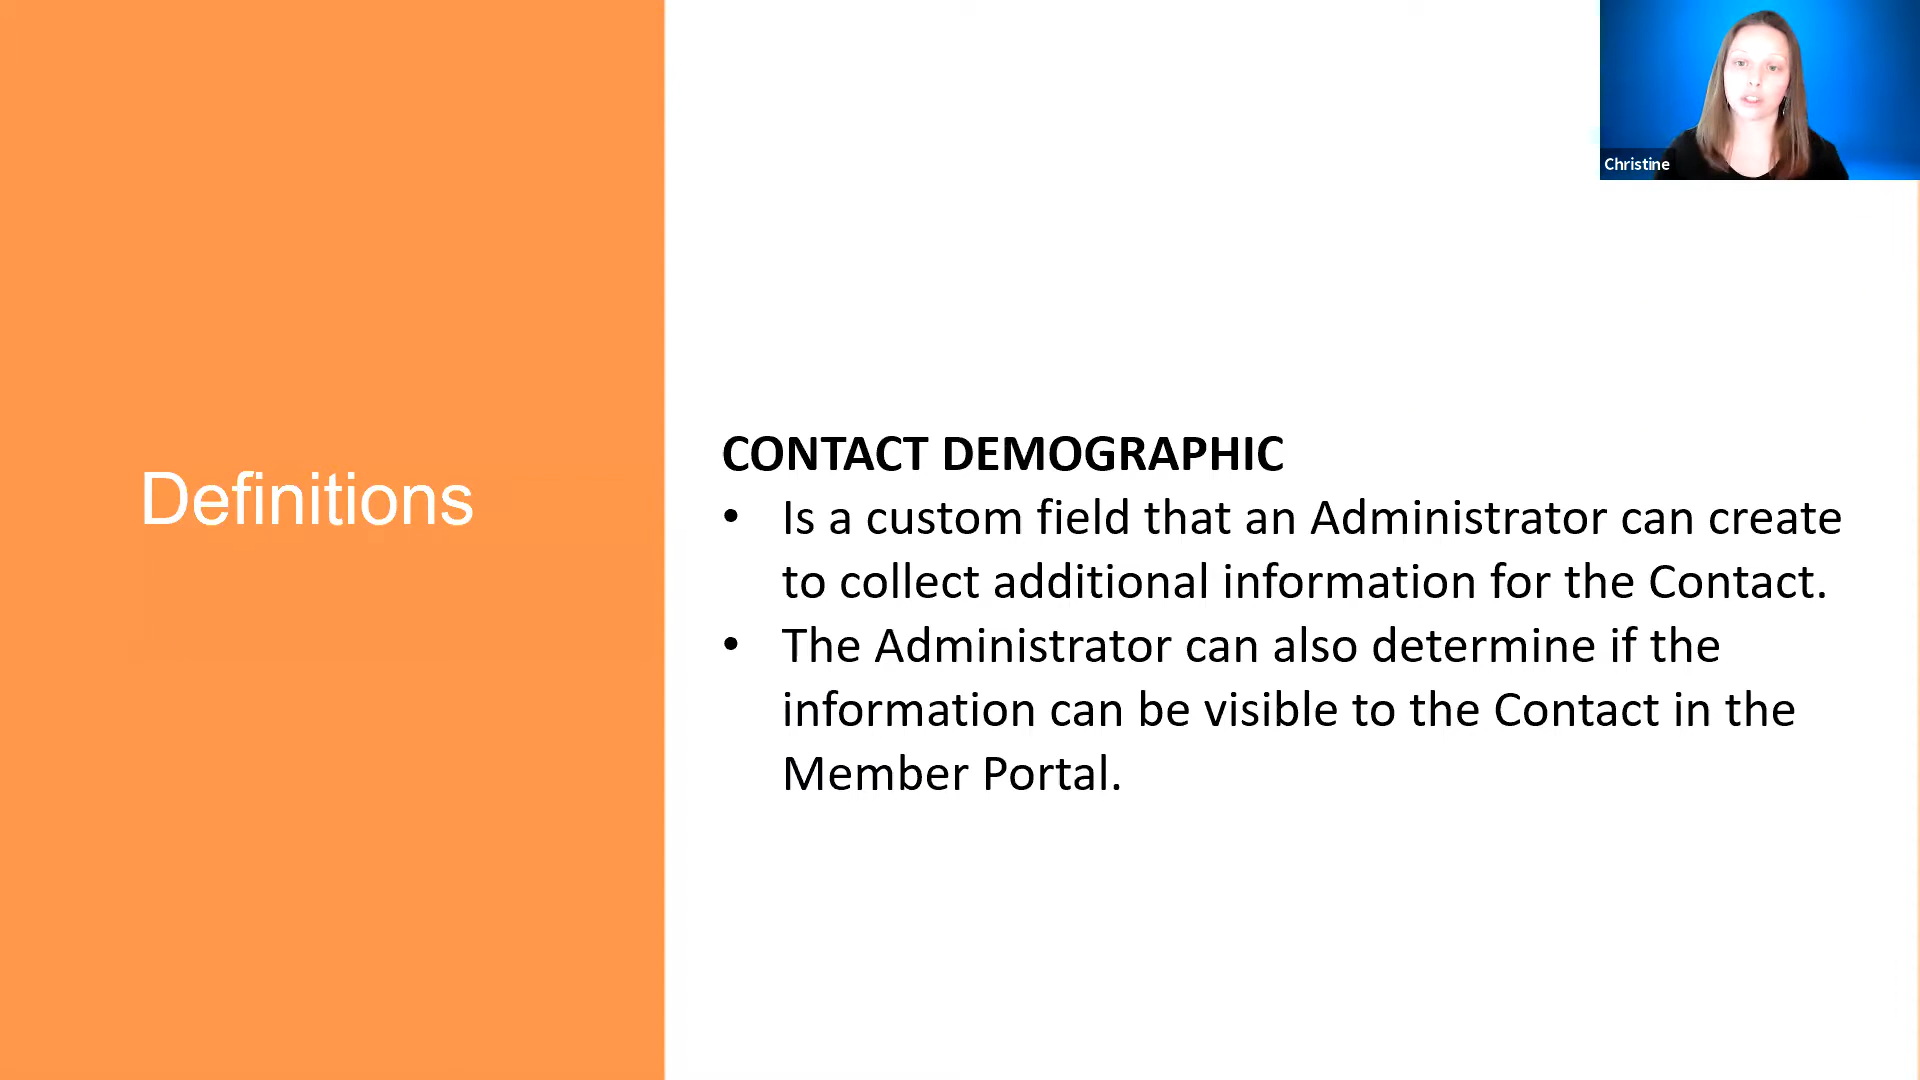 Christine
Definitions
CONTACT DEMOGRAPHIC
• Is a custom field that an Administrator can create
to collect additional information for the Contact.
• The Administrator can also determine if the
information can be visible to the Contact in the
Member Portal.